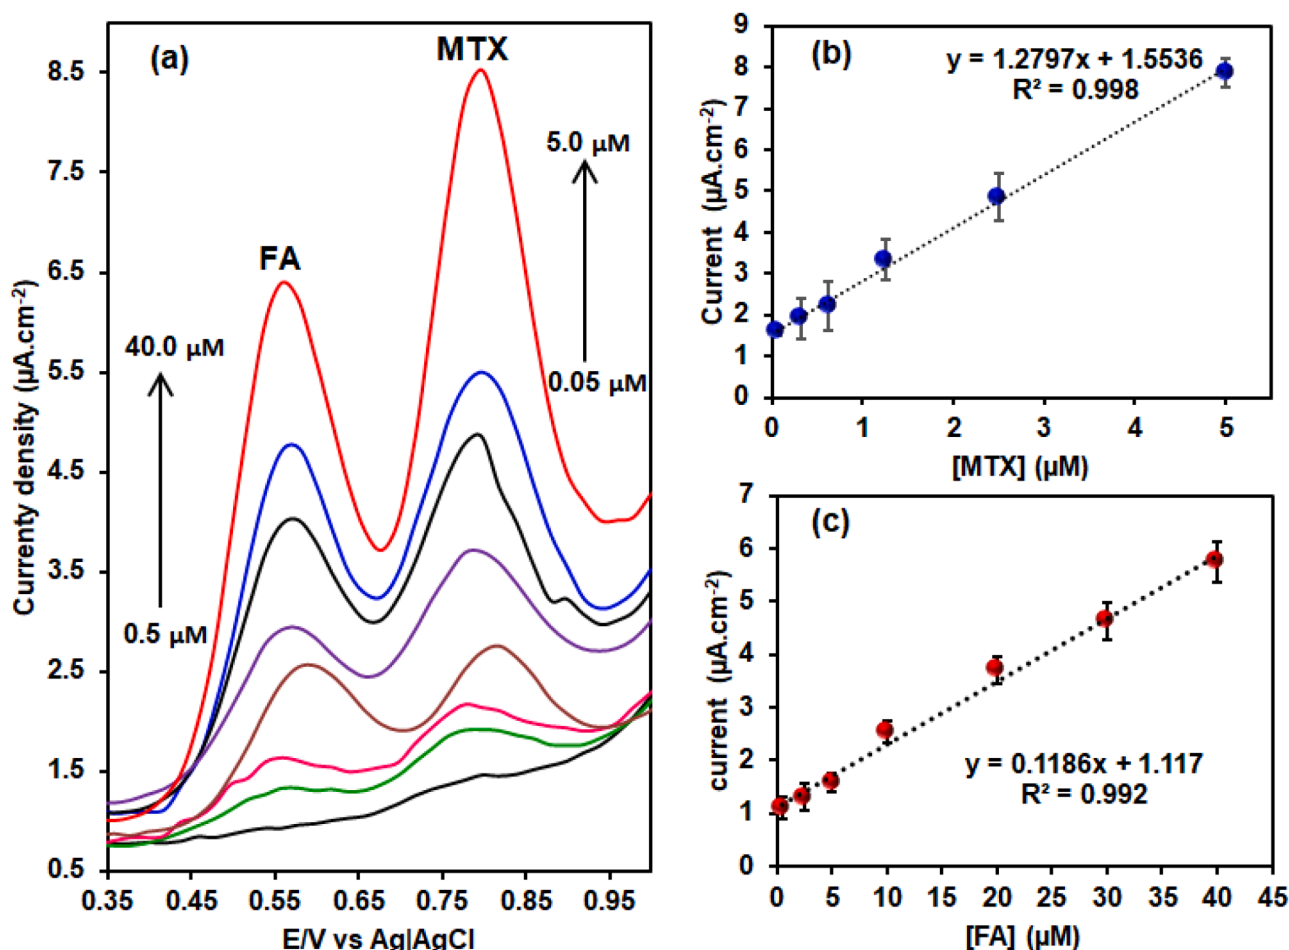 (a)
MTX
FA
5.0 µM
0.05 µM
40.0 µM
0.5 µM
8.5
7.5
6.5
5.5
4.5
3.5
2.5
1.5
0.5
Currenty density (µA.cm-2)
0.35 0.45 0.55 0.65 0.75 0.85 0.95
E/V vs Ag|AgCl
(b)
y = 1.2797x + 1.5536
R² = 0.998
9
8
7
6
5
4
3
2
1
0
Current (µA.cm-2)
0 1 2 3 4 5
[MTX] (µM)
(c)
y = 0.1186x + 1.117
R² = 0.992
7
6
5
4
3
2
1
0
current (µA.cm-2)
0 5 10 15 20 25 30 35 40 45
[FA] (µM)